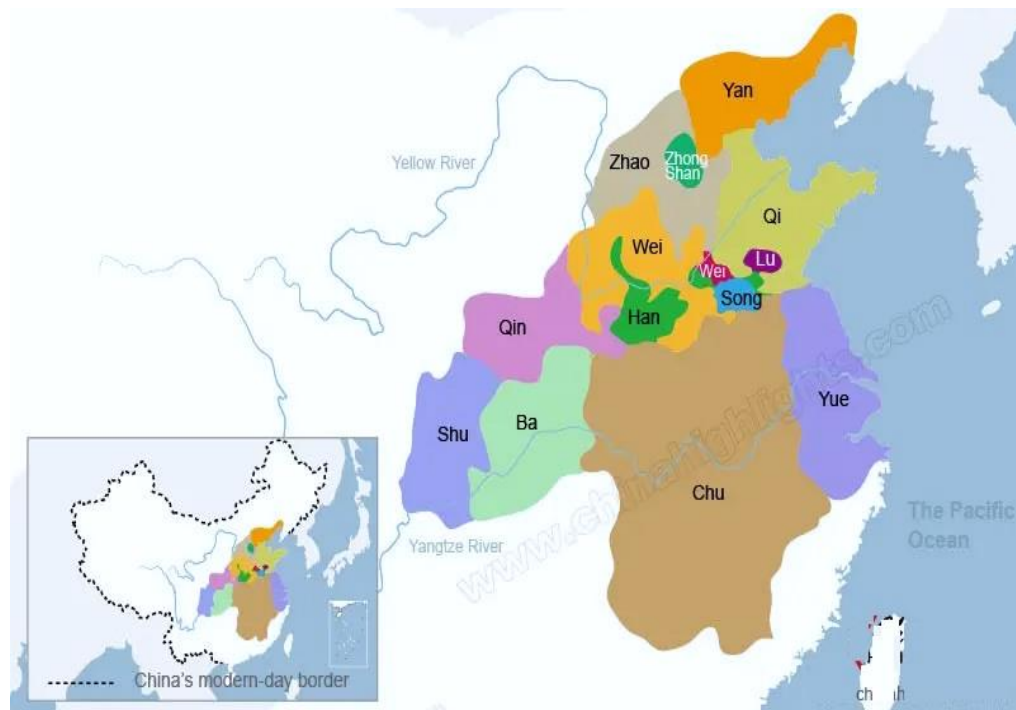 Yan
Yellow River
Zhao
Zhong
Shan
Qi
Wei
Lu
Wei
Song
Han
Qin
Yue
Shu
Ba
Chu
www.chinahighlights.com
The Pacific
Ocean
Yangtze River
China's modern-day border